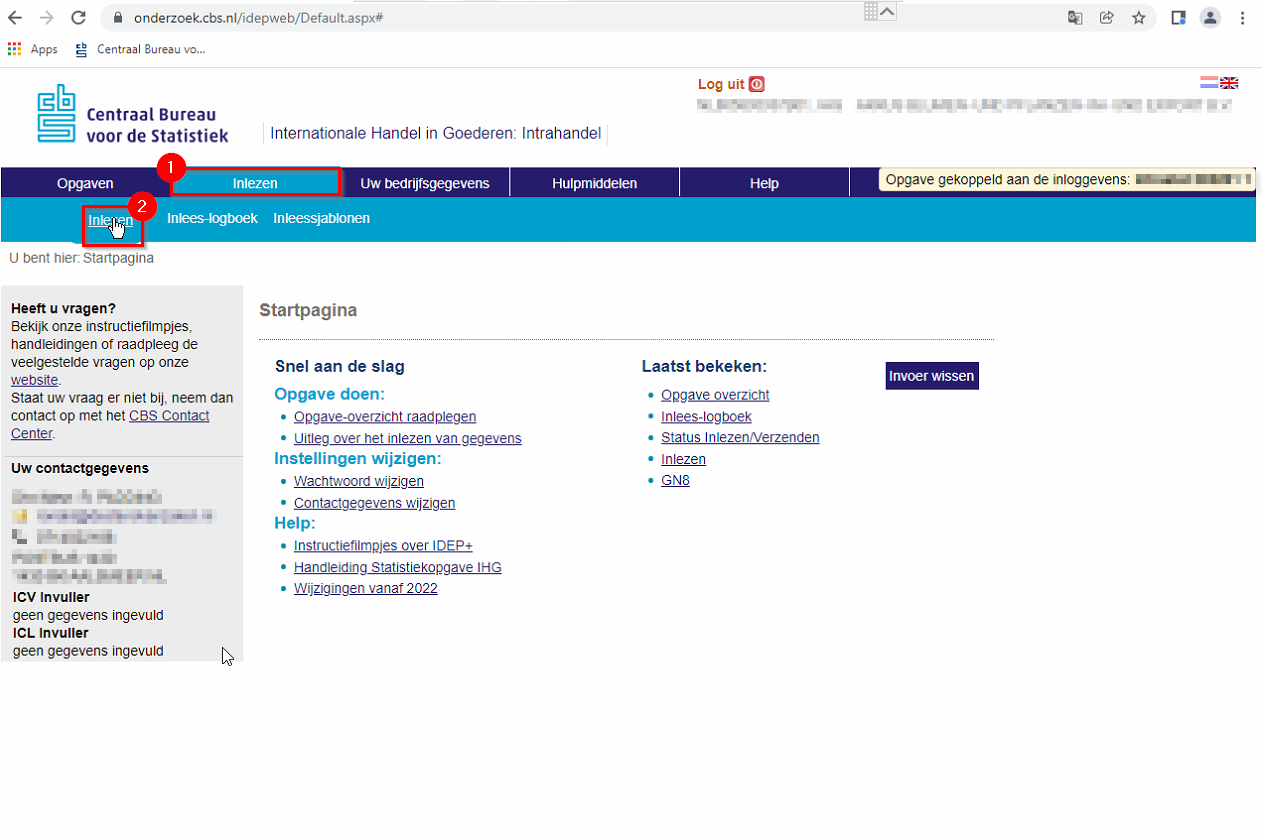 onderzoek.cbs.nl/idepweb/Default.aspx#
Apps
Centraal Bureau vo...
Log uit
Centraal Bureau
voor de Statistiek
Internationale Handel in Goederen: Intrahandel
1
Opgaven
Inlezen
Uw bedrijfsgegevens
Hulpmiddelen
Help
Opgave gekoppeld aan de inloggevens:
2
Inlezen
Inlees-logboek
Inleessjablonen
U bent hier: Startpagina
Heeft u vragen?
Bekijk onze instructiefilmpjes,
handleidingen of raadpleeg de
veelgestelde vragen op onze
website.
Staat uw vraag er niet bij, neem dan
contact op met het CBS Contact
Center.
Uw contactgegevens
ICV Invuller
geen gegevens ingevuld
ICL Invuller
geen gegevens ingevuld
Startpagina
Snel aan de slag
Opgave doen:
Opgave-overzicht raadplegen
Uitleg over het inlezen van gegevens
Instellingen wijzigen:
Wachtwoord wijzigen
Contactgegevens wijzigen
Help:
Instructiefilmpjes over IDEP+
Handleiding Statistiekopgave IHG
Wijzigingen vanaf 2022
Laatst bekeken:
Opgave overzicht
Inlees-logboek
Status Inlezen/Verzenden
Inlezen
GN8
Invoer wissen